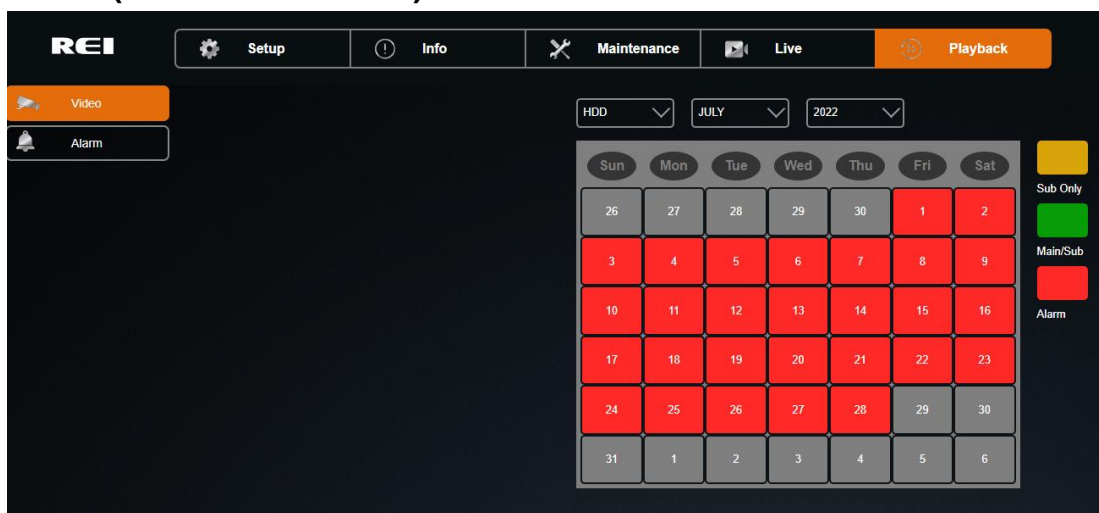 REI Setup Info Maintenance Live Playback
Video
Alarm
HDD JULY 2022
Sun Mon Tue Wed Thu Fri Sat
26 27 28 29 30 1 2
3 4 5 6 7 8 9
10 11 12 13 14 15 16
17 18 19 20 21 22 23
24 25 26 27 28 29 30
31 1 2 3 4 5 6
Sub Only
Main/Sub
Alarm